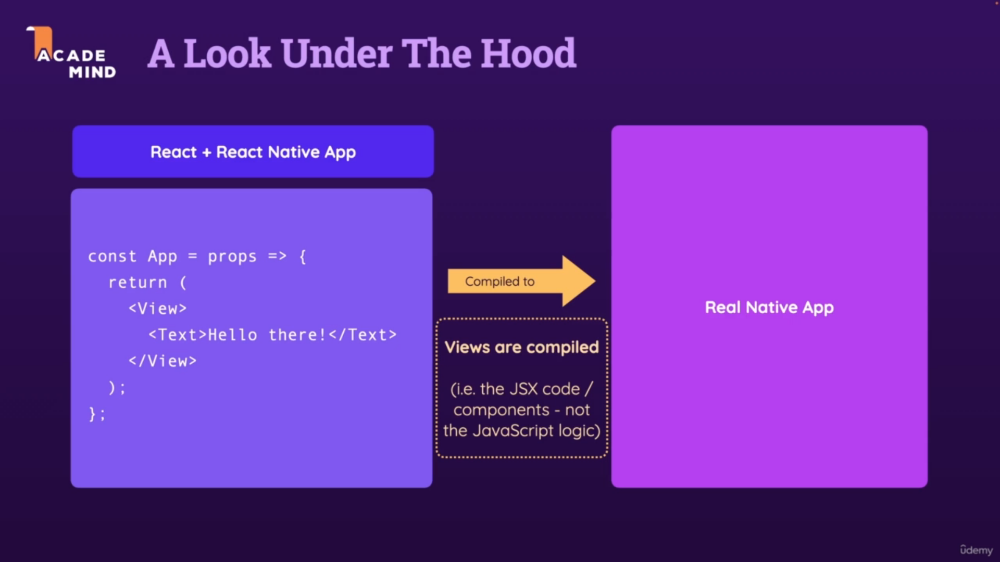 ACADE
MIND
A Look Under The Hood
React + React Native App
const App = props => {
  return (
    <View>
      <Text>Hello there!</Text>
    </View>
  );
};
Compiled to
Views are compiled
(i.e. the JSX code /
components - not
the JavaScript logic)
Real Native App
ûdemy